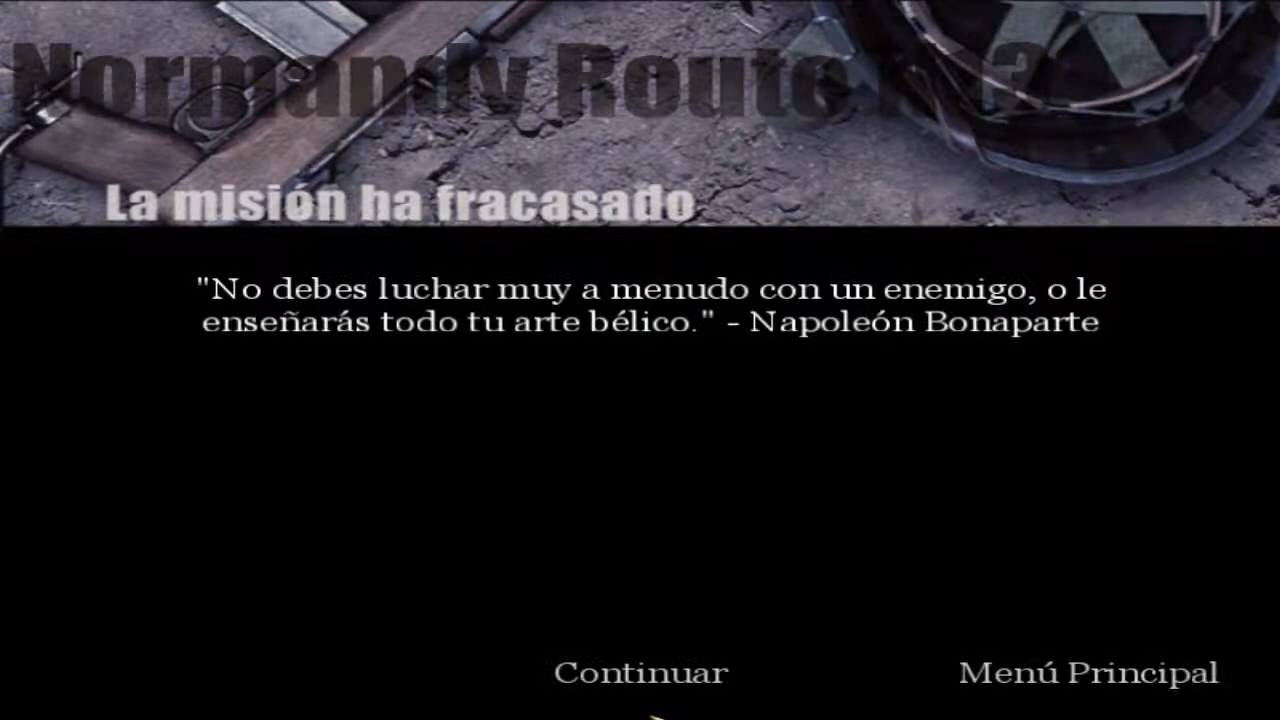 Normandy Route
La misión ha fracasado
"No debes luchar muy a menudo con un enemigo, o le
enseñarás todo tu arte bélico." - Napoleón Bonaparte
Continuar
Menú Principal